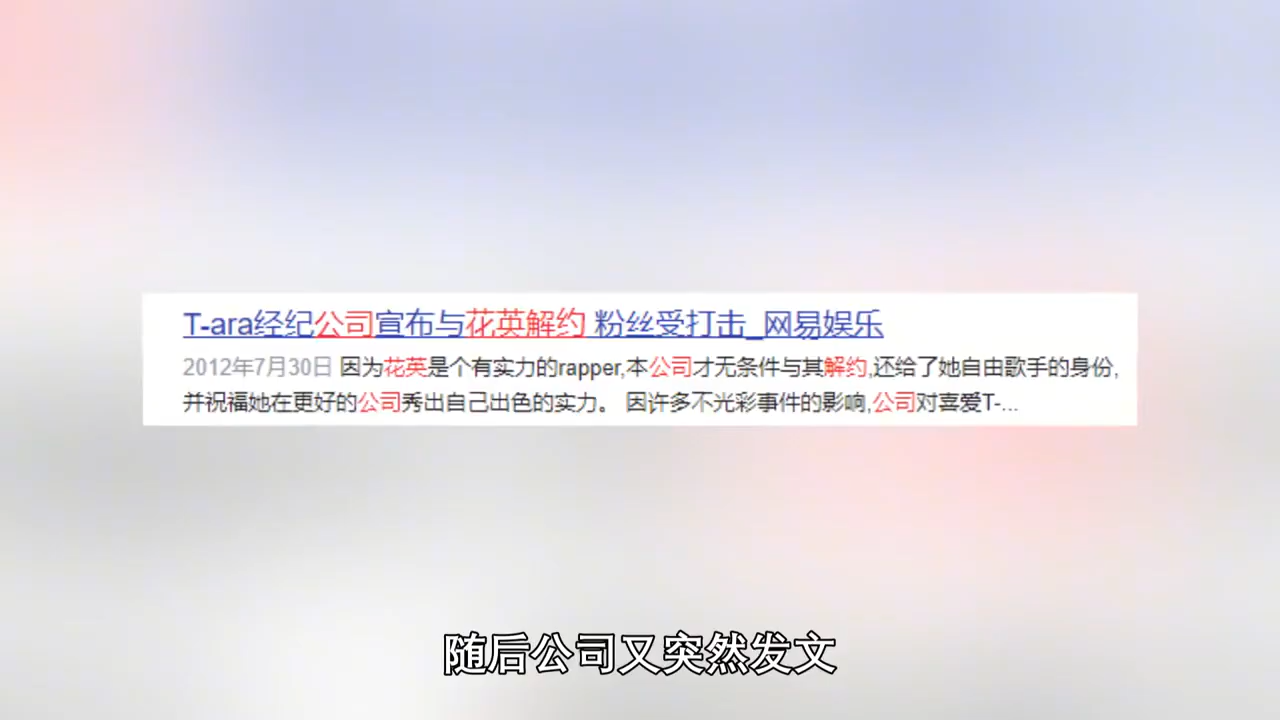 T-ara经纪公司宣布与花英解约 粉丝受打击_网易娱乐
2012年7月30日 因为花英是个有实力的rapper,本公司才无条件与其解约,还给了她自由歌手的身份,
并祝福她在更好的公司秀出自己出色的实力。 因许多不光彩事件的影响,公司对喜爱T-...
随后公司又突然发文